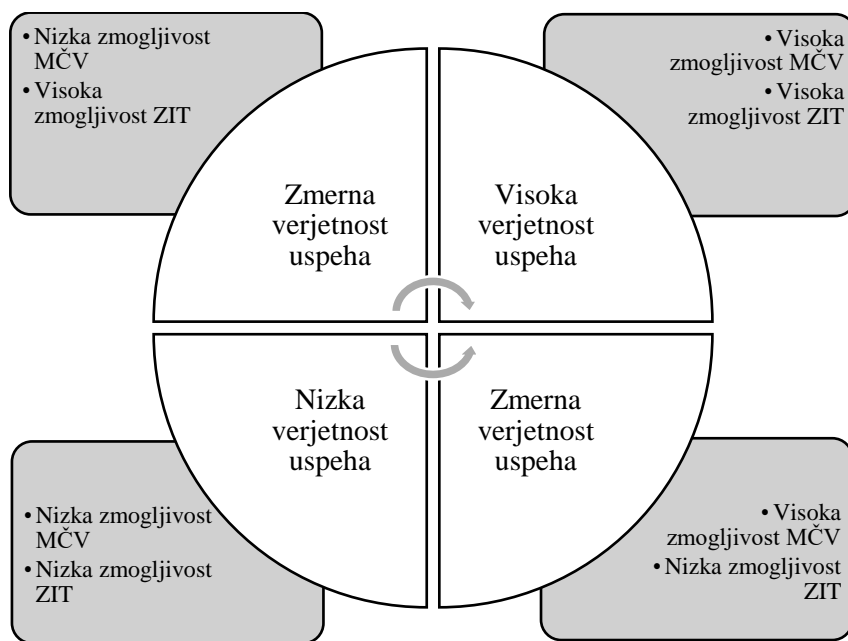 • Nizka zmogljivost
MČV
• Visoka
zmogljivost ZIT
• Visoka
zmogljivost MČV
• Visoka
zmogljivost ZIT
Zmerna
verjetnost
uspeha
Visoka
verjetnost
uspeha
Nizka
verjetnost
uspeha
Zmerna
verjetnost
uspeha
• Nizka zmogljivost
MČV
• Nizka zmogljivost
ZIT
• Visoka
zmogljivost MČV
• Nizka zmogljivost
ZIT